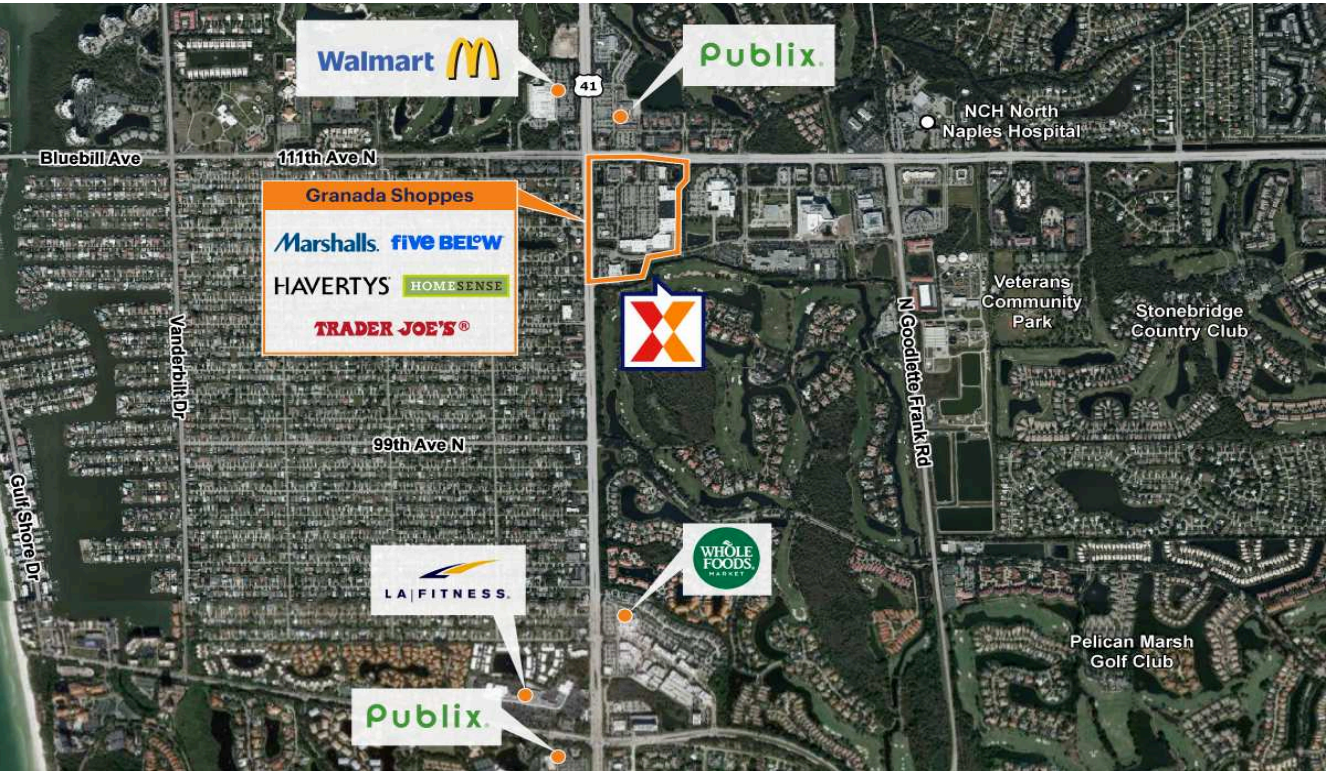 Walmart
41
Publix.
NCH North
Naples Hospital
Bluebill Ave
111th Ave N
Granada Shoppes
Marshalls.
five BELOW
HAVERTYS
HOMESENSE
TRADER JOE'S®
Veterans
Community
Park
Stonebridge
Country Club
Vanderbilt Dr
N Goodlette Frank Rd
99th Ave N
Gulf Shore Dr
WHOLE
FOODS
MARKET
LA|FITNESS.
Pelican Marsh
Golf Club
Publix.